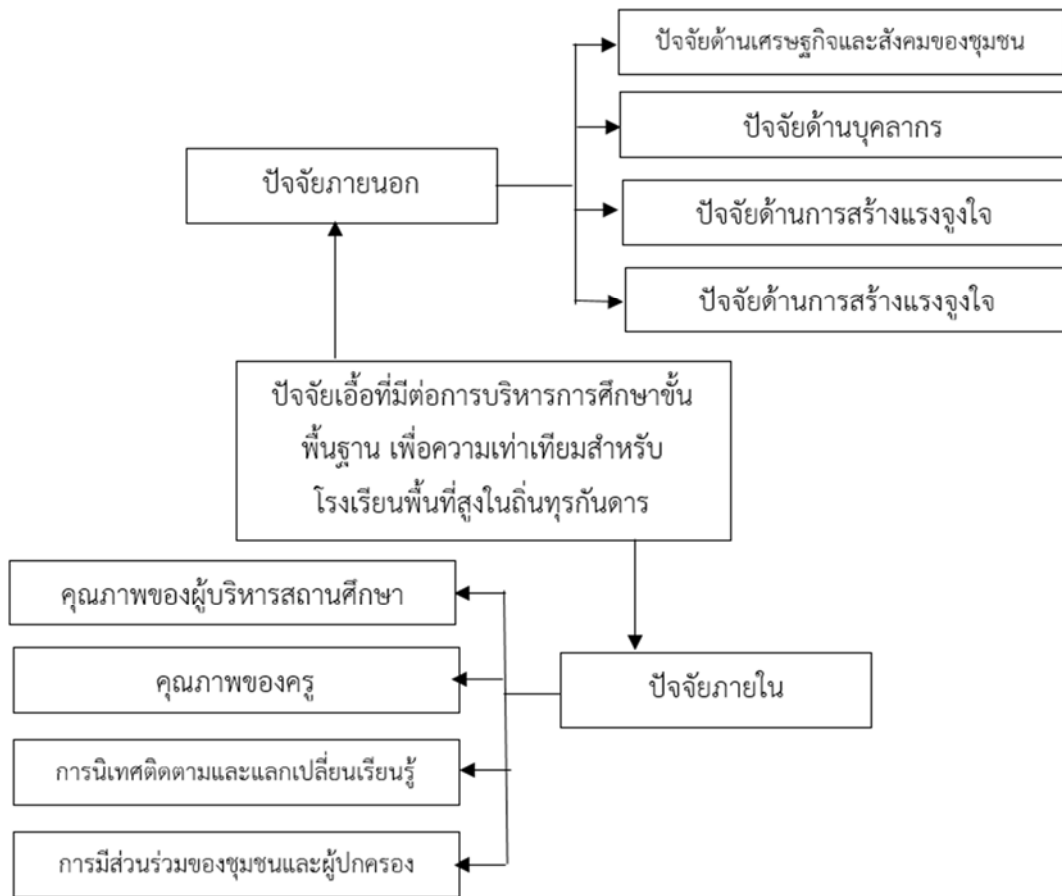 ปัจจัยด้านเศรษฐกิจและสังคมของชุมชน
ปัจจัยด้านบุคลากร
ปัจจัยภายนอก
ปัจจัยด้านการสร้างแรงจูงใจ
ปัจจัยด้านการสร้างแรงจูงใจ
ปัจจัยเอื้อที่มีต่อการบริหารการศึกษาขั้น
พื้นฐาน เพื่อความเท่าเทียมสำหรับ
โรงเรียนพื้นที่สูงในถิ่นทุรกันดาร
คุณภาพของผู้บริหารสถานศึกษา
คุณภาพของครู
ปัจจัยภายใน
การนิเทศติดตามและแลกเปลี่ยนเรียนรู้
การมีส่วนร่วมของชุมชนและผู้ปกครอง